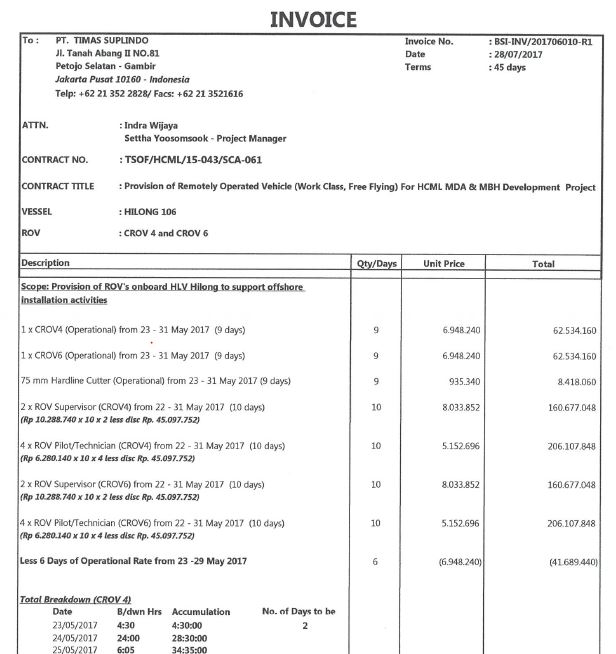 INVOICE
To : PT. TIMAS SUPLINDO
Jl. Tanah Abang II NO.81
Petojo Selatan - Gambir
Jakarta Pusat 10160 - Indonesia
Telp: +62 21 352 2828/ Facs: +62 21 3521616
Invoice No. : BSI-INV/201706010-R1
Date : 28/07/2017
Terms : 45 days
ATTN. : Indra Wijaya
Settha Yoosomsook - Project Manager
CONTRACT NO. : TSOF/HCML/15-043/SCA-061
CONTRACT TITLE : Provision of Remotely Operated Vehicle (Work Class, Free Flying) For HCML MDA & MBH Development Project
VESSEL : HILONG 106
ROV : CROV 4 and CROV 6
Description Qty/Days Unit Price Total
Scope: Provision of ROV's onboard HLV Hilong to support offshore
installation activities
1 x CROV4 (Operational) from 23 - 31 May 2017 (9 days) 9 6.948.240 62.534.160
1 x CROV6 (Operational) from 23 - 31 May 2017 (9 days) 9 6.948.240 62.534.160
75 mm Hardline Cutter (Operational) from 23 - 31 May 2017 (9 days) 9 935.340 8.418.060
2 x ROV Supervisor (CROV4) from 22 - 31 May 2017 (10 days) 10 8.033.852 160.677.048
(Rp 10.288.740 x 10 x 2 less disc Rp. 45.097.752)
4 x ROV Pilot/Technician (CROV4) from 22 - 31 May 2017 (10 days) 10 5.152.696 206.107.848
(Rp 6.280.140 x 10 x 4 less disc Rp. 45.097.752)
2 x ROV Supervisor (CROV6) from 22 - 31 May 2017 (10 days) 10 8.033.852 160.677.048
(Rp 10.288.740 x 10 x 2 less disc Rp. 45.097.752)
4 x ROV Pilot/Technician (CROV6) from 22 - 31 May 2017 (10 days) 10 5.152.696 206.107.848
(Rp 6.280.140 x 10 x 4 less disc Rp. 45.097.752)
Less 6 Days of Operational Rate from 23 -29 May 2017 6 (6.948.240) (41.689.440)
Total Breakdown (CROV 4)
Date B/dwn Hrs Accumulation No. of Days to be
23/05/2017 4:30 4:30:00 2
24/05/2017 24:00 28:30:00
25/05/2017 6:05 34:35:00